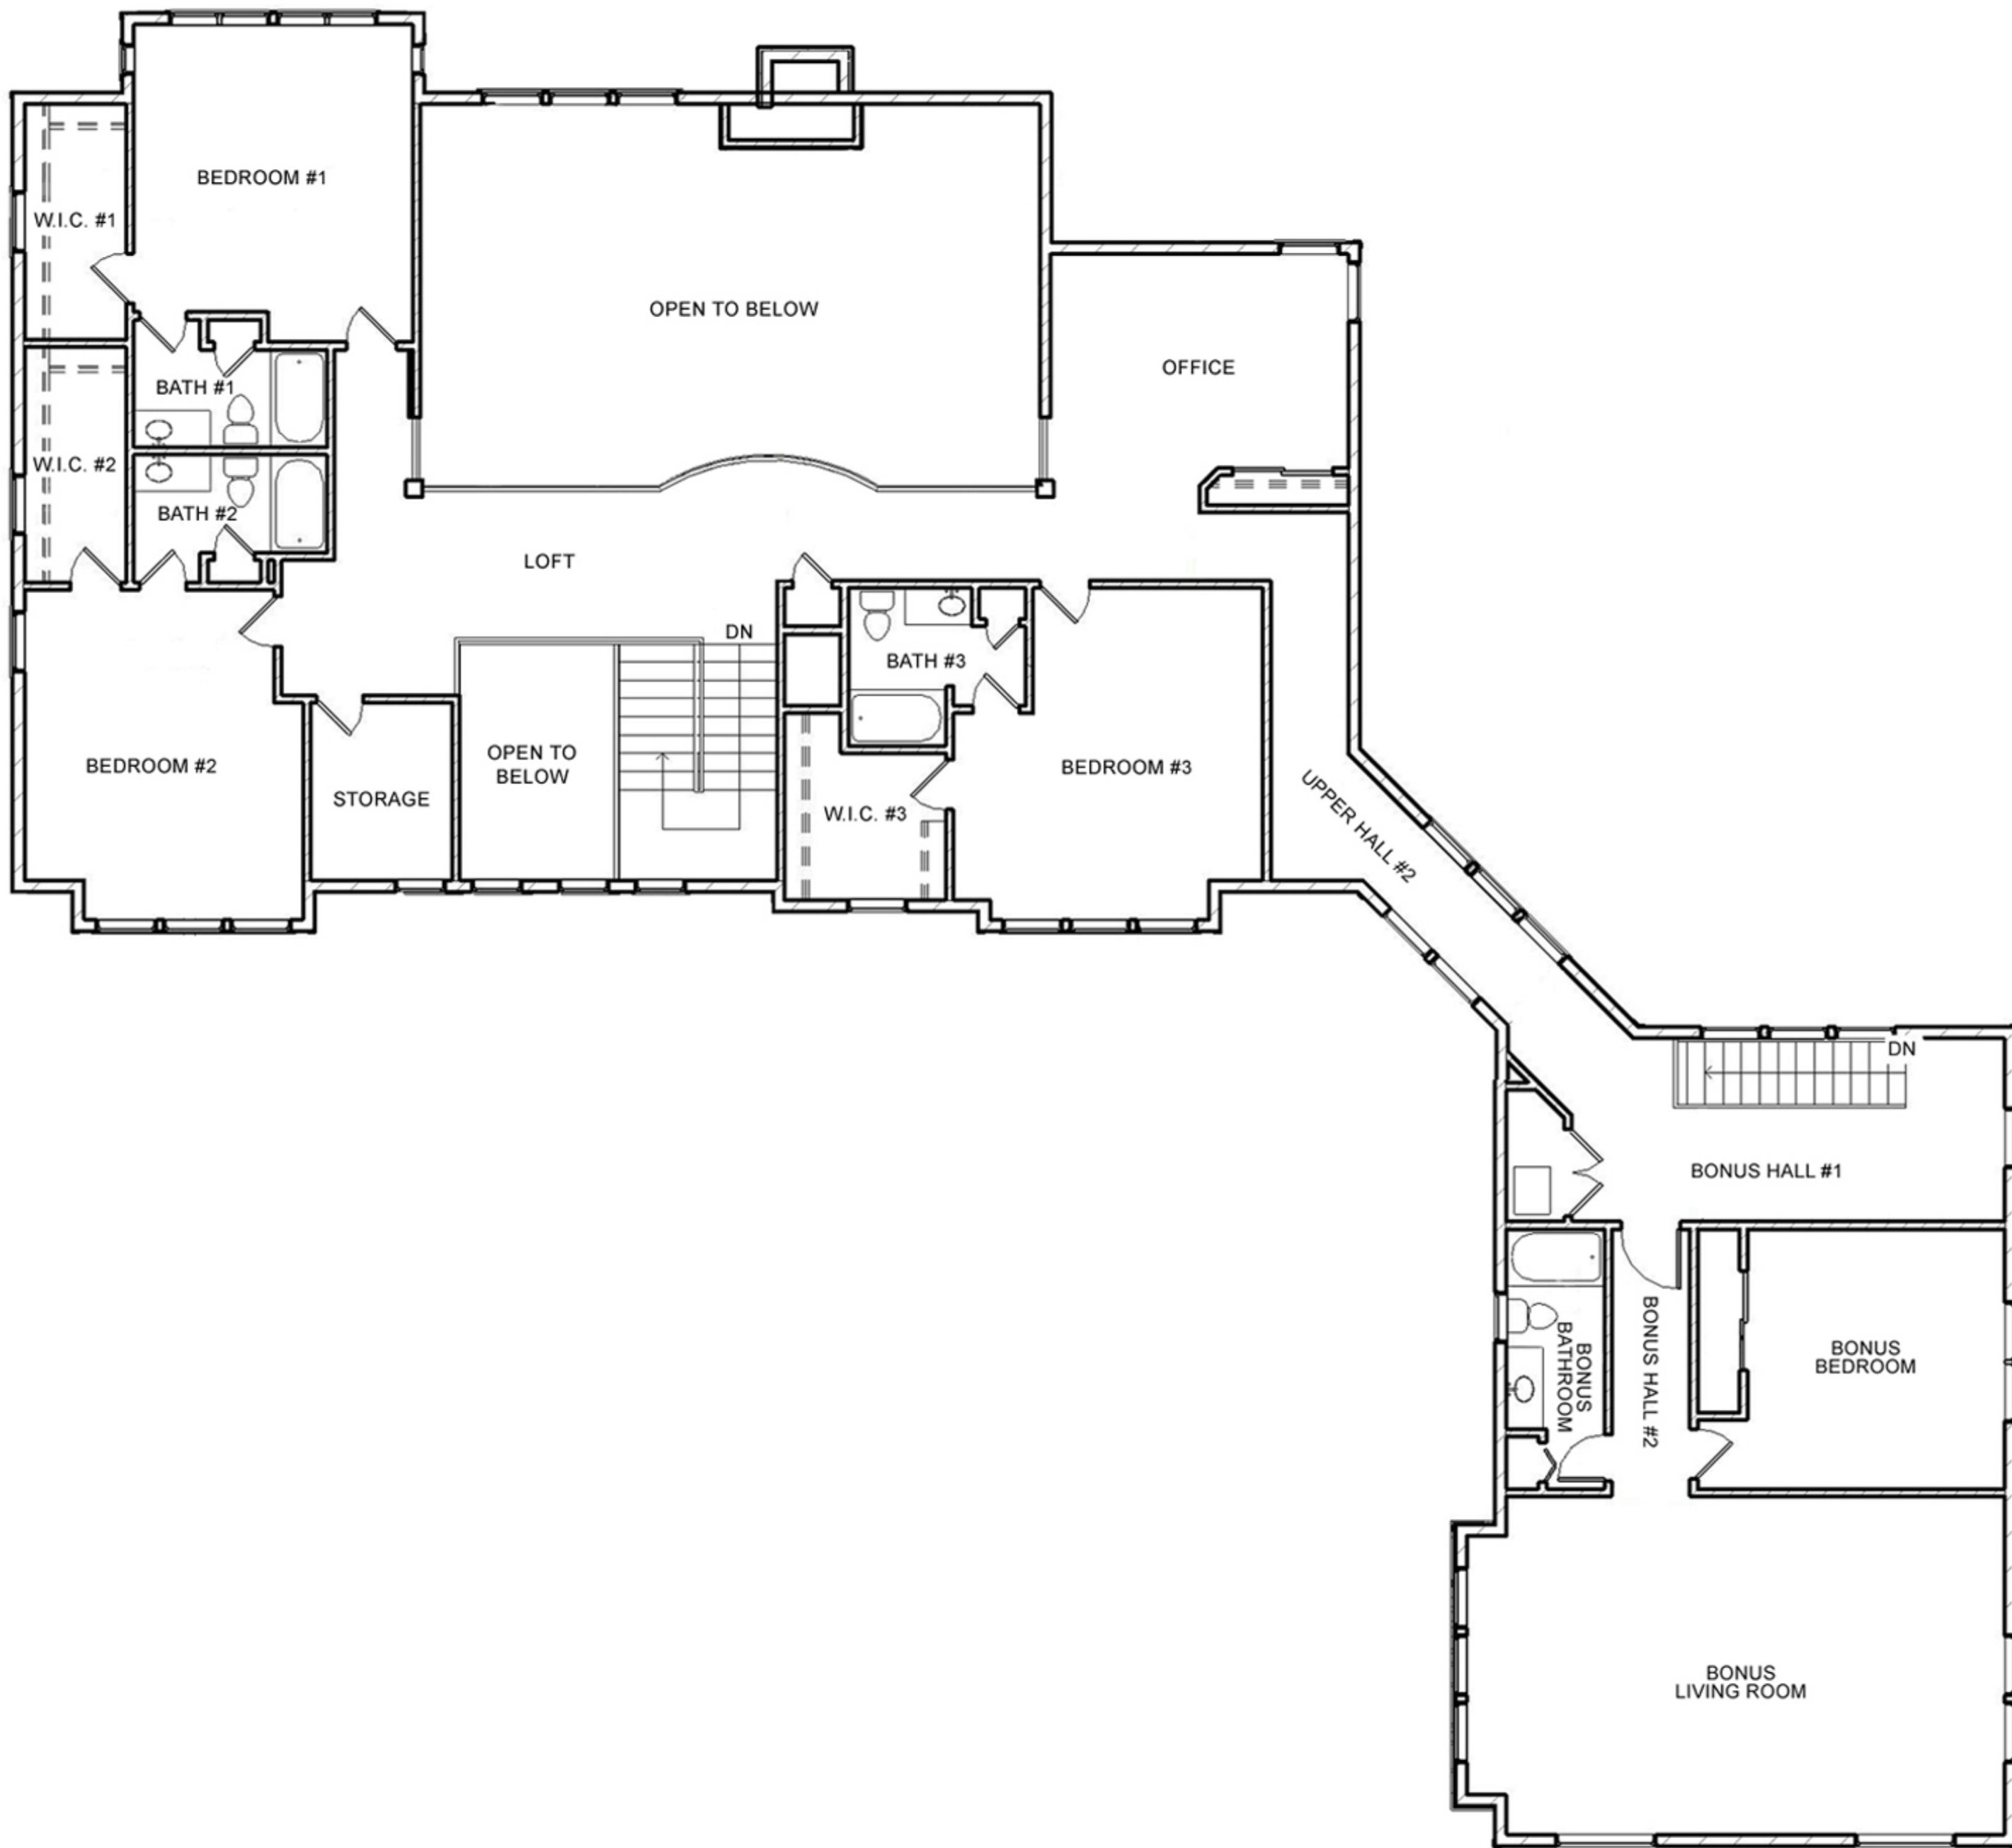 BEDROOM #1
W.I.C. #1
OPEN TO BELOW
OFFICE
BATH #1
W.I.C. #2
BATH #2
LOFT
DN
BATH #3
BEDROOM #2
OPEN TO
BELOW
STORAGE
W.I.C. #3
BEDROOM #3
UPPER HALL #2
DN
BONUS HALL #1
BONUS
BATHROOM
BONUS HALL #2
BONUS
BEDROOM
BONUS
LIVING ROOM